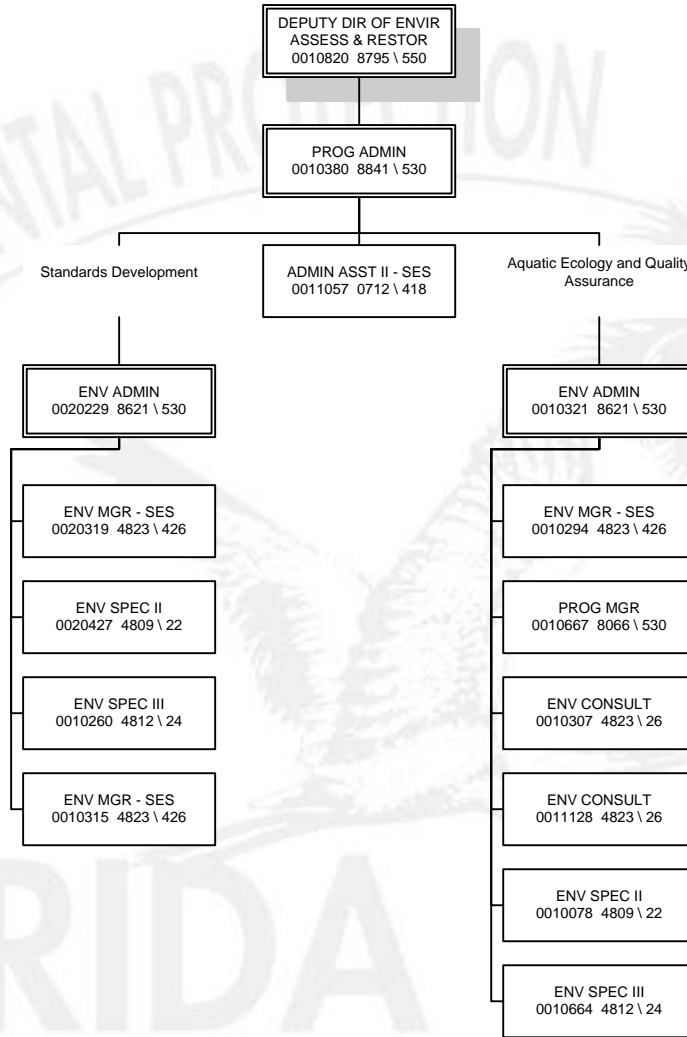 DEPUTY DIR OF ENVIR
ASSESS & RESTOR
0010820 8795 \ 550
PROG ADMIN
0010380 8841 \ 530
Standards Development
ADMIN ASST II - SES
0011057 0712 \ 418
Aquatic Ecology and Quality
Assurance
ENV ADMIN
0020229 8621 \ 530
ENV MGR - SES
0020319 4823 \ 426
ENV SPEC II
0020427 4809 \ 22
ENV SPEC III
0010260 4812 \ 24
ENV MGR - SES
0010315 4823 \ 426
ENV ADMIN
0010321 8621 \ 530
ENV MGR - SES
0010294 4823 \ 426
PROG MGR
0010667 8066 \ 530
ENV CONSULT
0010307 4823 \ 26
ENV CONSULT
0011128 4823 \ 26
ENV SPEC II
0010078 4809 \ 22
ENV SPEC III
0010664 4812 \ 24
NTAL PROTECTION
RIDA